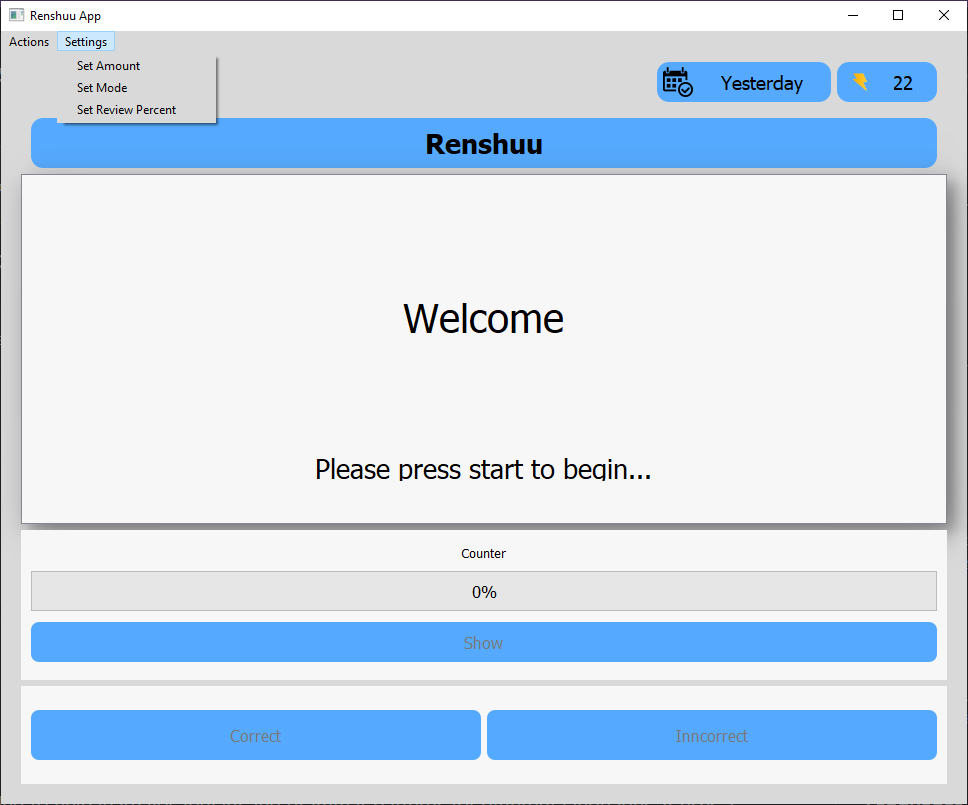 Renshuu App
Actions Settings
Set Amount
Set Mode
Set Review Percent
Yesterday 22
Renshuu
Welcome
Please press start to begin...
Counter
0%
Show
Correct Inncorrect